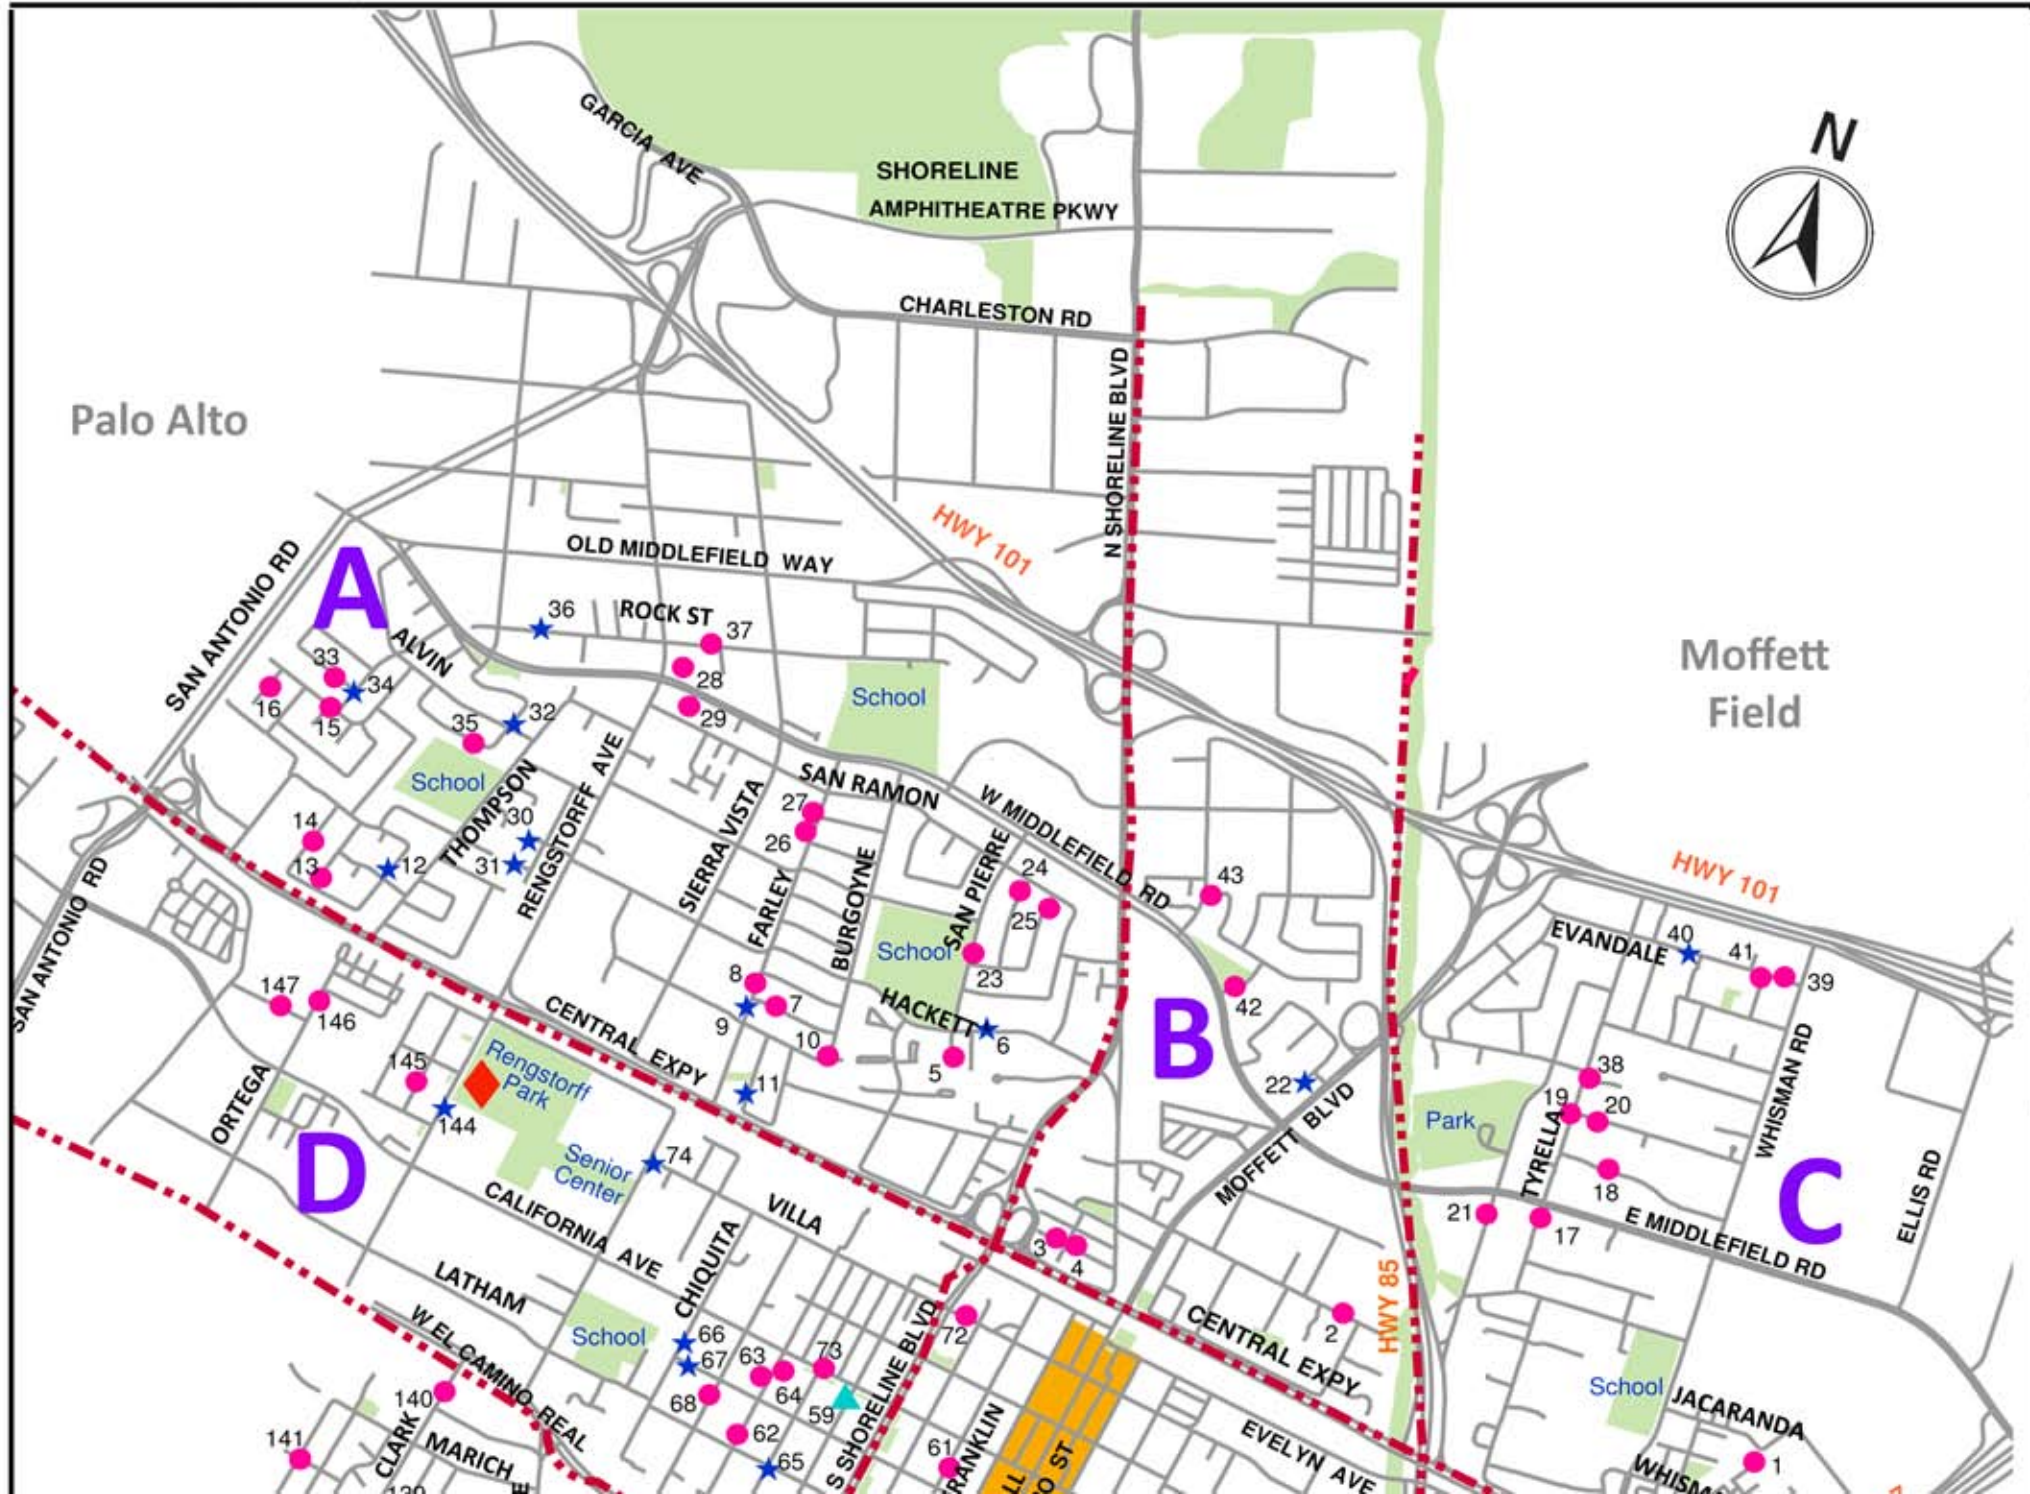 N
GARCIA AVE
SHORELINE
AMPHITHEATRE PKWY
CHARLESTON RD
N SHORELINE BLVD
Palo Alto
HWY 101
OLD MIDDLEFIELD WAY
SAN ANTONIO RD
A
36
ROCK ST
37
ALVIN
33
34
28
School
Moffett
Field
16
15
35
32
29
School
THOMPSON
RENGSTORFF AVE
SIERRA VISTA
SAN RAMON
W MIDDLEFIELD RD
27
26
14
30
13
12
31
FARLEY
BURGOYNE
SAN PIERRE
24
25
43
HWY 101
SAN ANTONIO RD
School
23
EVANDALE
40
41
39
147
146
8
7
9
HACKETT
6
42
B
CENTRAL EXPY
10
5
Rengstorff
Park
145
144
11
22
MOFFETT BLVD
38
19
20
WHISMAN RD
Park
ORTEGA
D
Senior
Center
74
TYRELLA
18
C
ELLIS RD
CALIFORNIA AVE
VILLA
21
17
E MIDDLEFIELD RD
3
4
LATHAM
CHIQUITA
HWY 85
W EL CAMINO REAL
School
66
67
63
73
64
59
68
62
65
S SHORELINE BLVD
72
CENTRAL EXPY
2
School
JACARANDA
140
141
CLARK
MARICH
61
FRANKLIN
LL
O ST
EVELYN AVE
WHISMA
1
139
E